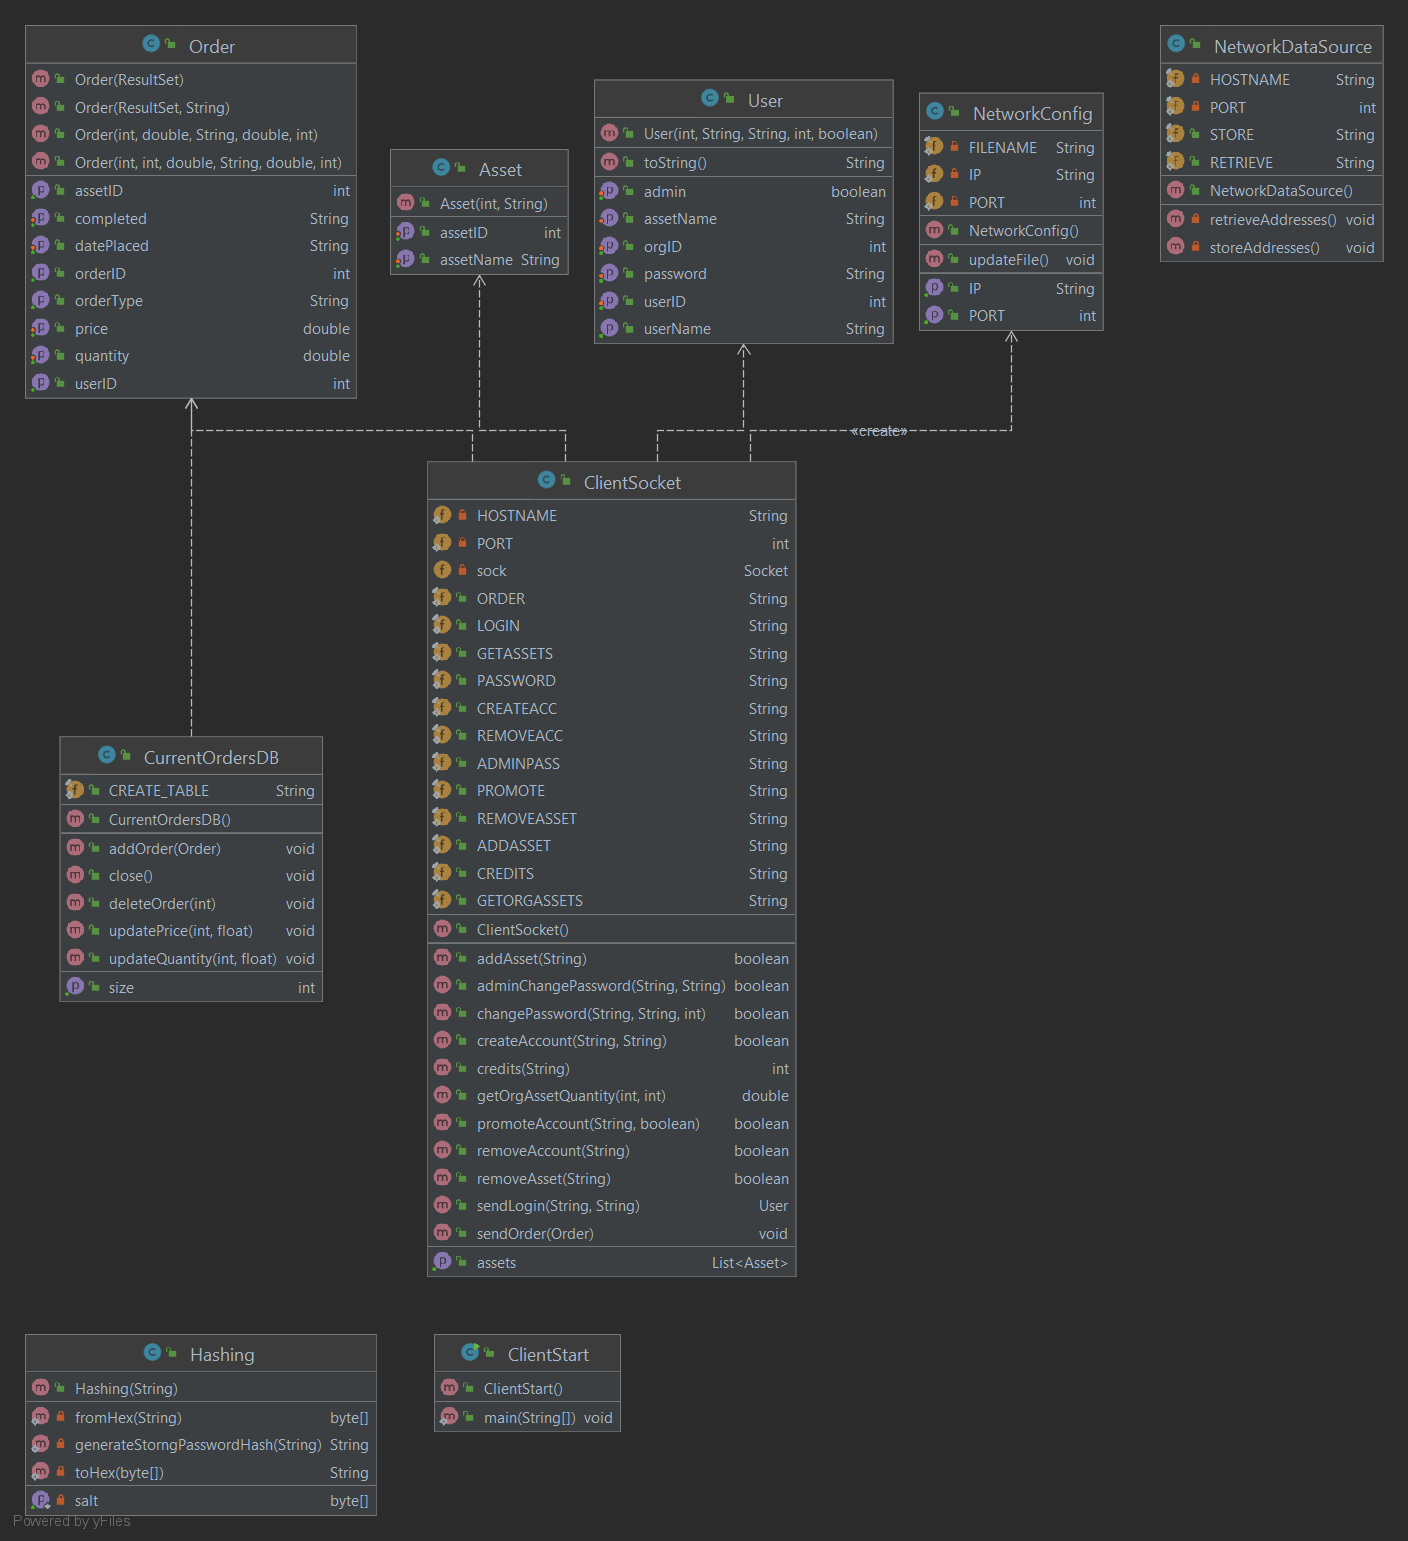 Order
Order(ResultSet)
Order(ResultSet, String)
Order(int, double, String, double, int)
Order(int, int, double, String, double, int)
assetID int
completed String
datePlaced String
orderID int
orderType String
price double
quantity double
userID int
Asset
Asset(int, String)
assetID int
assetName String
User
User(int, String, String, int, boolean)
toString() String
admin boolean
assetName String
orgID int
password String
userID int
userName String
NetworkConfig
FILENAME String
IP String
PORT int
NetworkConfig()
updateFile() void
IP String
PORT int
NetworkDataSource
HOSTNAME String
PORT int
STORE String
RETRIEVE String
NetworkDataSource()
retrieveAddresses() void
storeAddresses() void
«create»
ClientSocket
HOSTNAME String
PORT int
sock Socket
ORDER String
LOGIN String
GETASSETS String
PASSWORD String
CREATEACC String
REMOVEACC String
ADMINPASS String
PROMOTE String
REMOVEASSET String
ADDASSET String
CREDITS String
GETORGASSETS String
ClientSocket()
addAsset(String) boolean
adminChangePassword(String, String) boolean
changePassword(String, String, int) boolean
createAccount(String, String) boolean
credits(String) int
getOrgAssetQuantity(int, int) double
promoteAccount(String, boolean) boolean
removeAccount(String) boolean
removeAsset(String) boolean
sendLogin(String, String) User
sendOrder(Order) void
assets List<Asset>
CurrentOrdersDB
CREATE_TABLE String
CurrentOrdersDB()
addOrder(Order) void
close() void
deleteOrder(int) void
updatePrice(int, float) void
updateQuantity(int, float) void
size int
Hashing
Hashing(String)
fromHex(String) byte[]
generateStorngPasswordHash(String) String
toHex(byte[]) String
salt byte[]
ClientStart
ClientStart()
main(String[]) void
Powered by yFiles